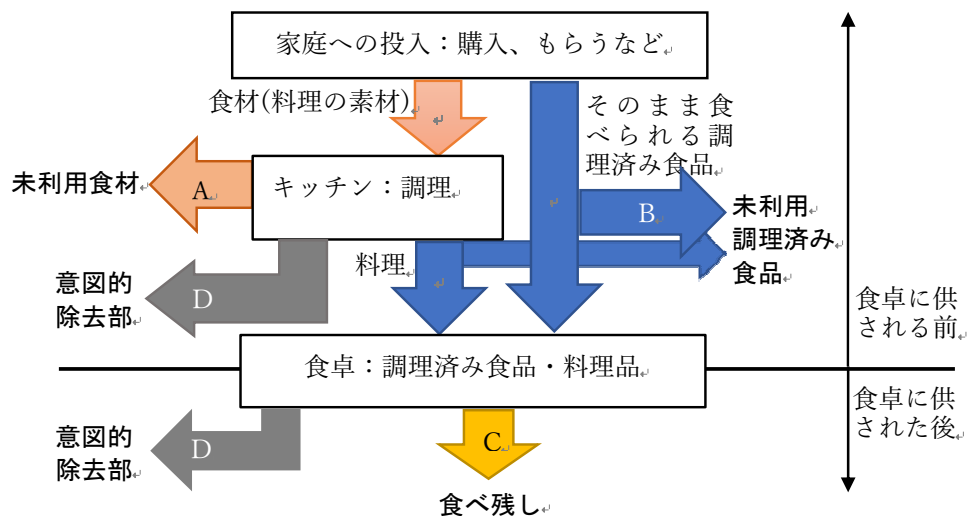 家庭への投入：購入、もらうなど
食材(料理の素材)
そのまま食
べられる調
理済み食品
未利用食材
A
キッチン：調理
B
未利用
調理済み
食品
料理
意図的
除去部
D
食卓に供
される前
食卓：調理済み食品・料理品
食卓に供
された後
意図的
除去部
D
C
食べ残し